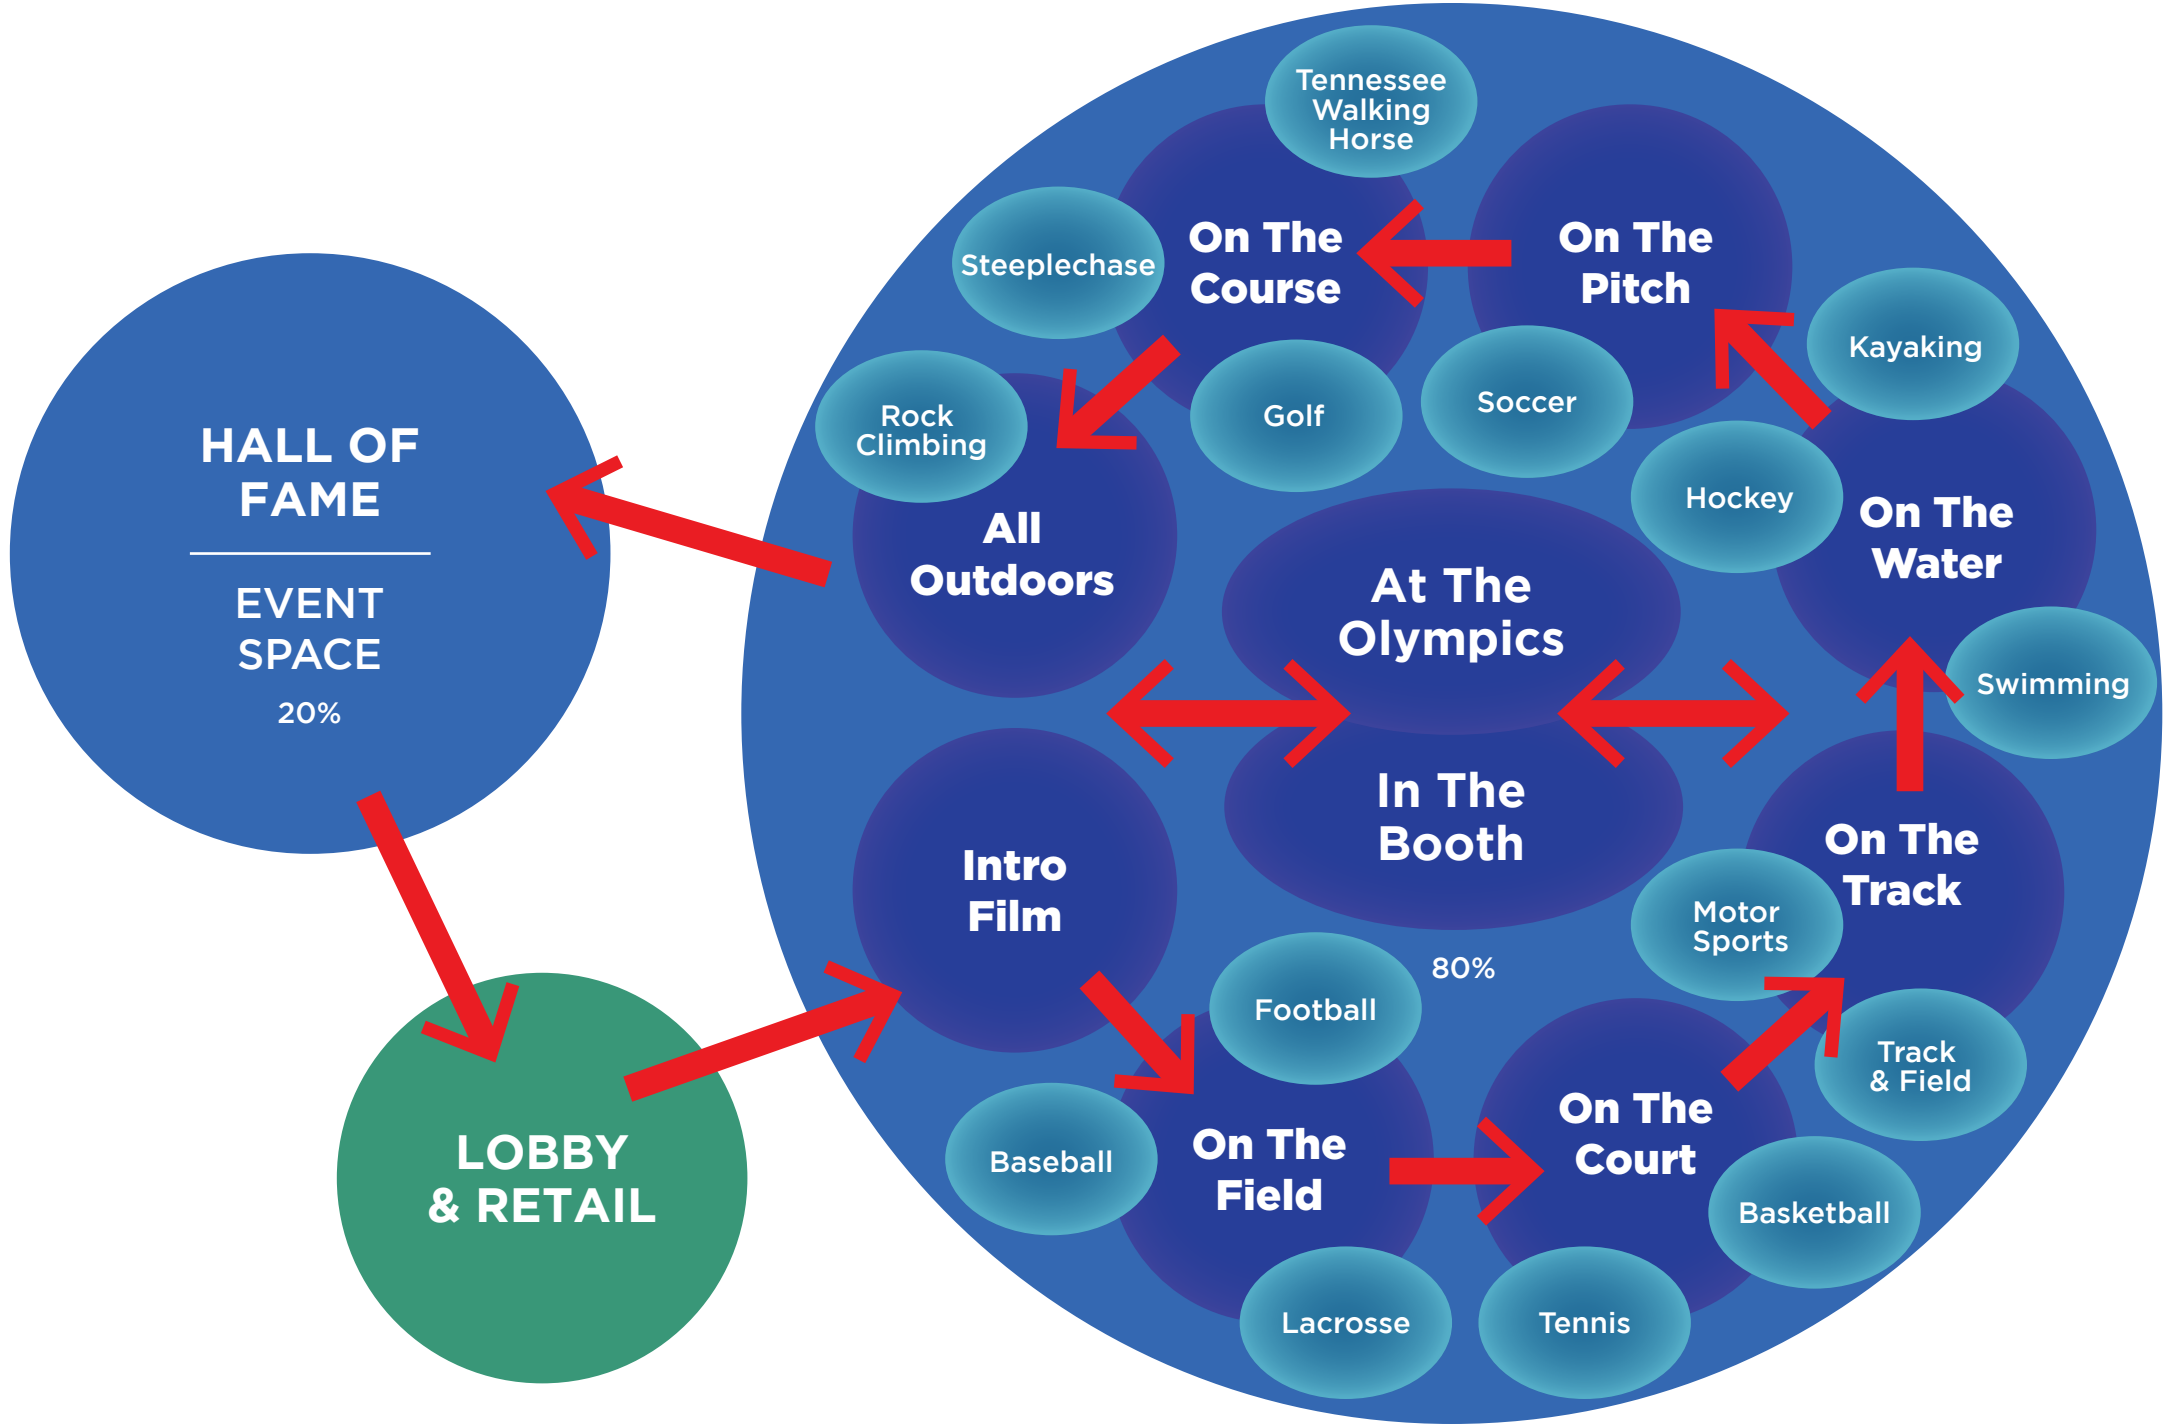 HALL OF
FAME
EVENT
SPACE
20%
LOBBY
& RETAIL
Tennessee
Walking
Horse
On The
Course
Steeplechase
Golf
On The
Pitch
Soccer
Kayaking
Hockey
On The
Water
Swimming
Rock
Climbing
All
Outdoors
At The
Olympics
In The
Booth
80%
Intro
Film
On The
Track
Motor
Sports
Track
& Field
Football
Baseball
On The
Field
Lacrosse
On The
Court
Basketball
Tennis